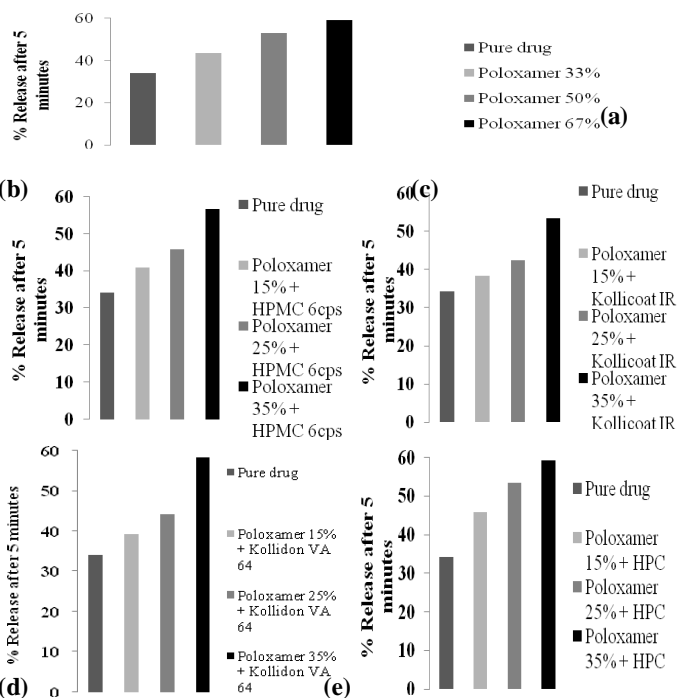 % Release after 5
minutes
60
40
20
0
Pure drug
Poloxamer 33%
Poloxamer 50%
Poloxamer 67%
(a)
(b)
% Release after 5
minutes
60
50
40
30
20
10
0
Pure drug
Poloxamer
15% +
HPMC 6cps
Poloxamer
25% +
HPMC 6cps
Poloxamer
35% +
HPMC 6cps
(c)
% Release after 5
minutes
60
50
40
30
20
10
0
Pure drug
Poloxamer
15% +
Kollicoat IR
Poloxamer
25% +
Kollicoat IR
Poloxamer
35% +
Kollicoat IR
(d)
% Release after 5 minutes
60
50
40
30
20
10
0
Pure drug
Poloxamer 15%
+ Kollidon VA
64
Poloxamer 25%
+ Kollidon VA
64
Poloxamer 35%
+ Kollidon VA
64
(e)
% Release after 5
minutes
60
50
40
30
20
10
0
Pure drug
Poloxamer
15% + HPC
Poloxamer
25% + HPC
Poloxamer
35% + HPC